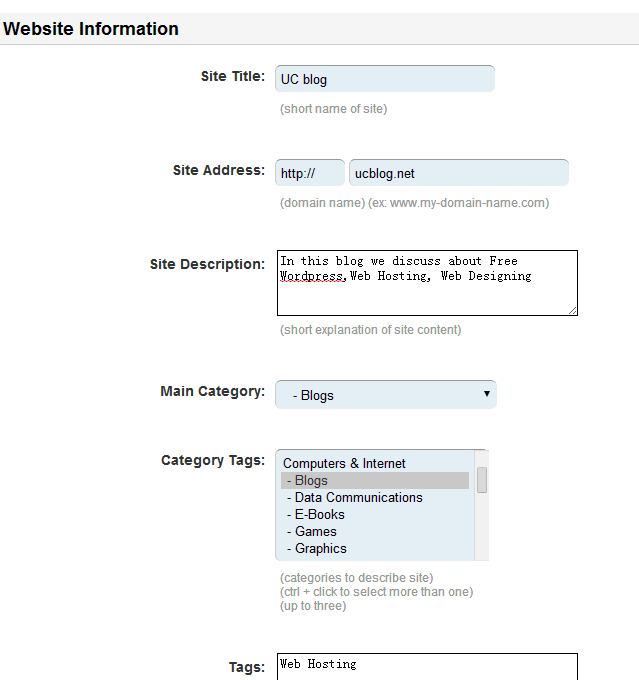 Website Information
Site Title: UC blog
(short name of site)
Site Address: http:// ucblog.net
(domain name) (ex: www.my-domain-name.com)
Site Description: In this blog we discuss about Free
Wordpress,Web Hosting, Web Designing
(short explanation of site content)
Main Category: - Blogs
Category Tags: Computers & Internet
- Blogs
- Data Communications
- E-Books
- Games
- Graphics
(categories to describe site)
(ctrl + click to select more than one)
(up to three)
Tags: Web Hosting